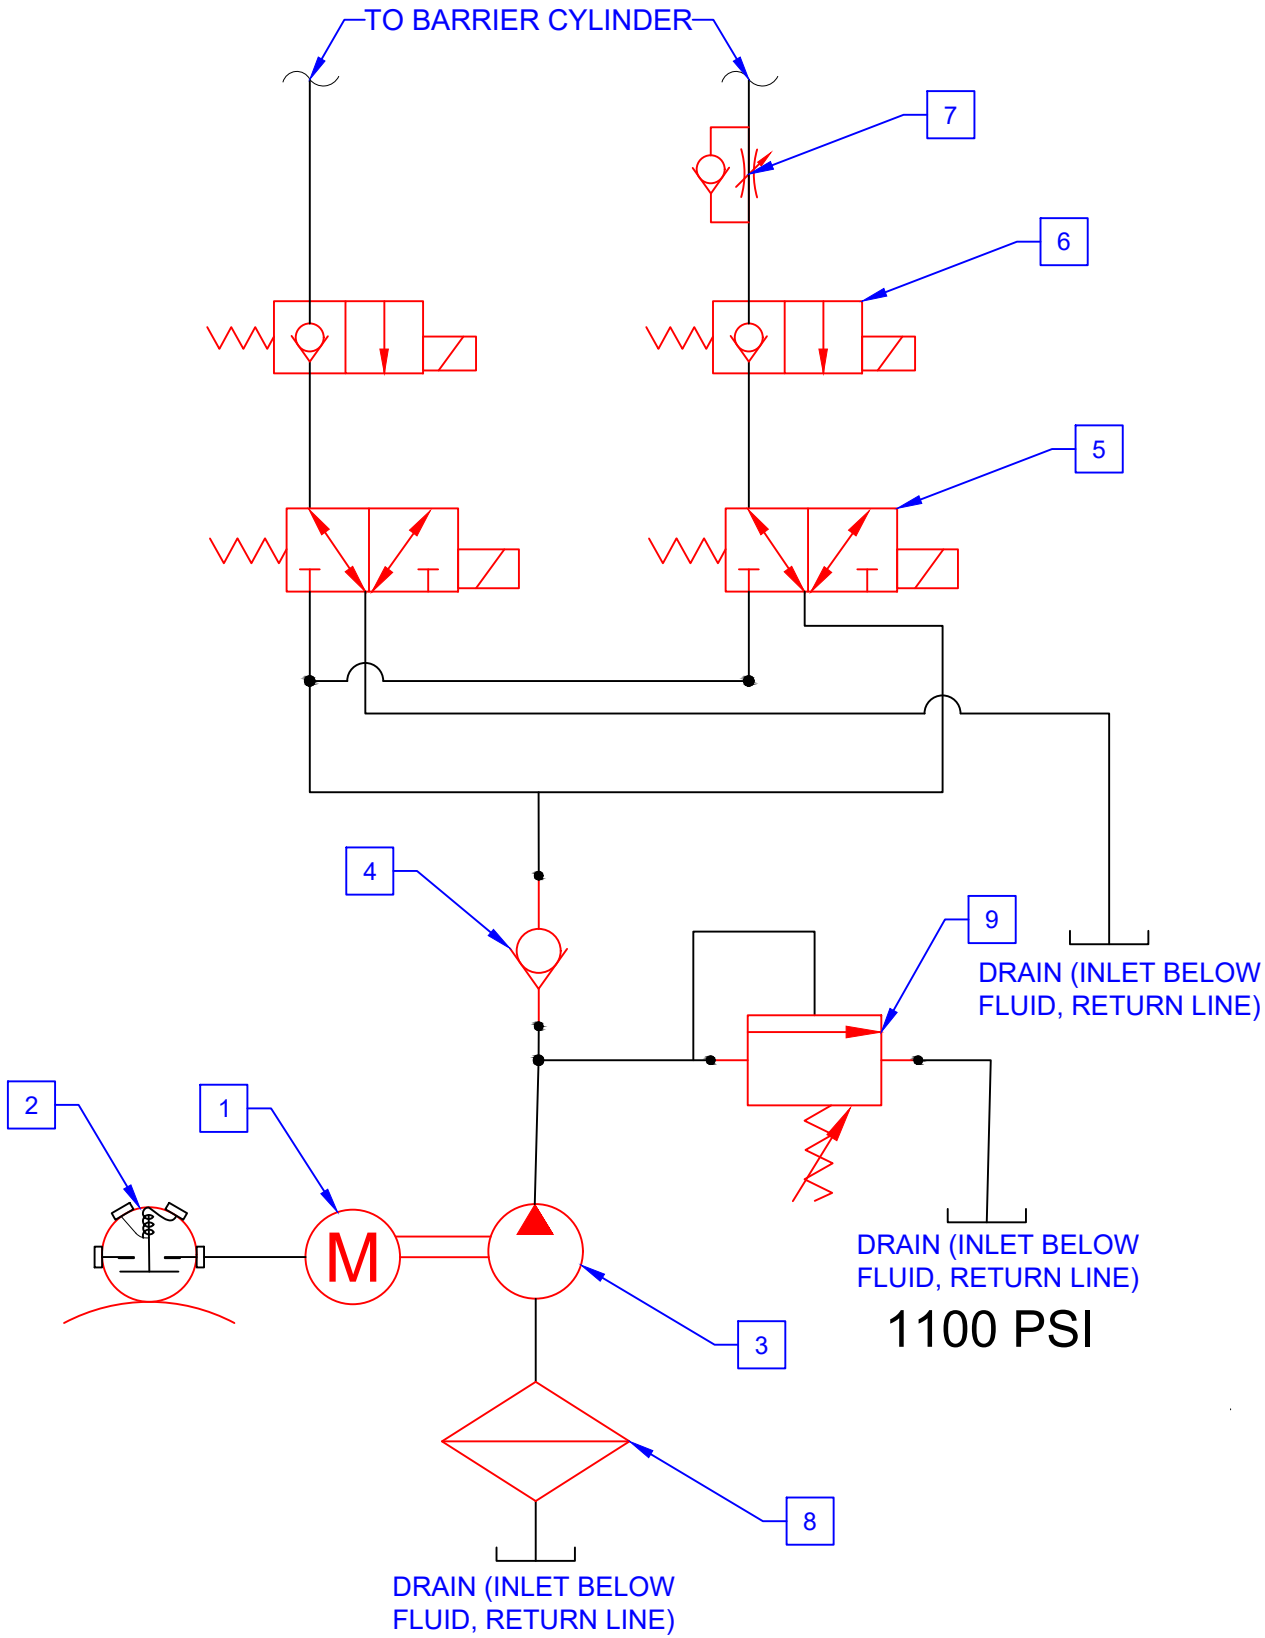 TO BARRIER CYLINDER
7
6
5
4
9
DRAIN (INLET BELOW
FLUID, RETURN LINE)
2
1
M
DRAIN (INLET BELOW
FLUID, RETURN LINE)
1100 PSI
3
8
DRAIN (INLET BELOW
FLUID, RETURN LINE)